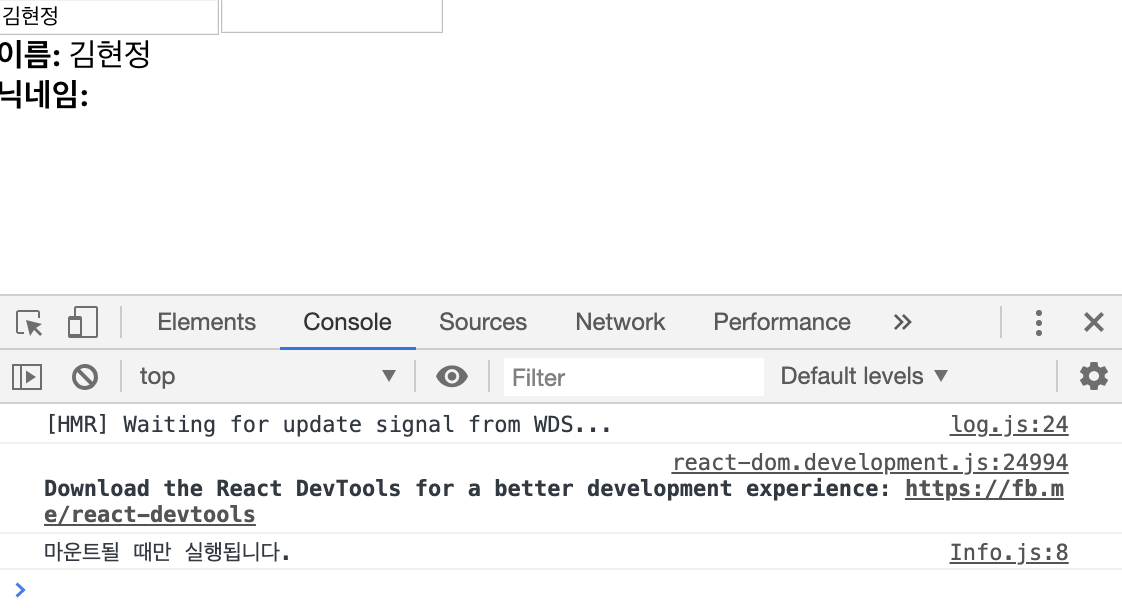 김현정
이름: 김현정
닉네임:
Elements Console Sources Network Performance »
top ▼ Filter Default levels ▼
[HMR] Waiting for update signal from WDS... log.js:24
react-dom.development.js:24994
Download the React DevTools for a better development experience: https://fb.m
e/react-devtools
마운트될 때만 실행됩니다. Info.js:8
>